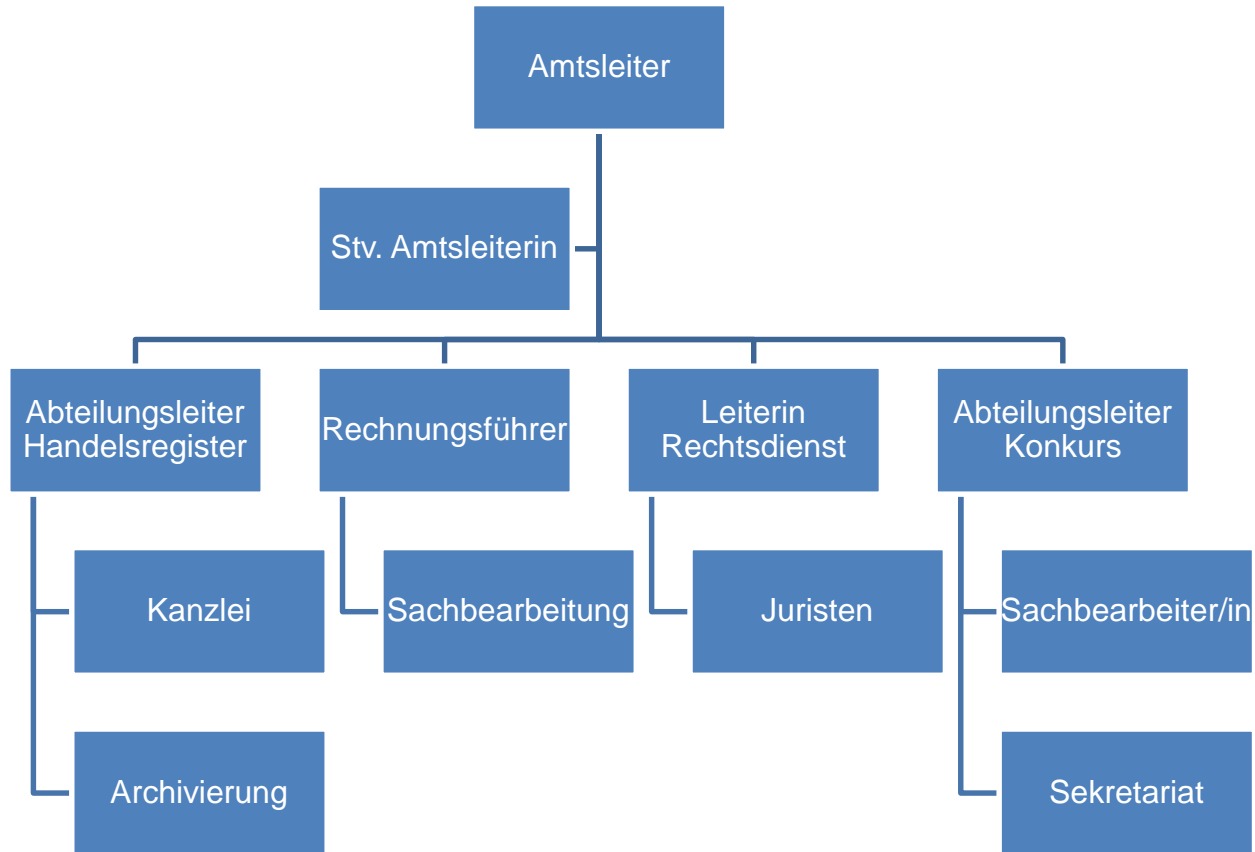 Amtsleiter
Stv. Amtsleiterin
Abteilungsleiter
Handelsregister
Rechnungsführer
Leiterin
Rechtsdienst
Abteilungsleiter
Konkurs
Kanzlei
Sachbearbeitung
Juristen
Sachbearbeiter/in
Archivierung
Sekretariat